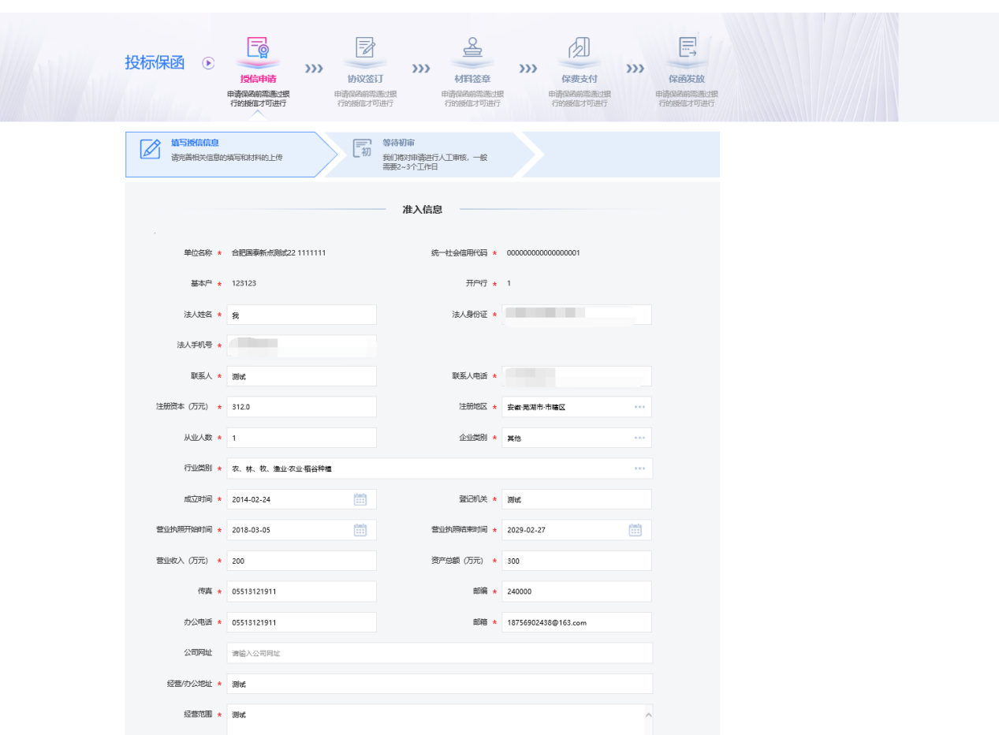 投标保函
授信申请
申请保函前需通过银
行的授信才可进行
协议签订
申请保函前需通过银
行的授信才可进行
材料签章
申请保函前需通过银
行的授信才可进行
保费支付
申请保函前需通过银
行的授信才可进行
保函发放
申请保函前需通过银
行的授信才可进行
填写授信信息
请完善相关信息的填写和材料的上传
初
等待初审
我们将对申请进行人工审核，一般
需要2~3个工作日
准入信息
单位名称 * 合肥国泰新点测试22 1111111
统一社会信用代码 * 000000000000000001
基本户 * 123123
开户行 * 1
法人姓名 * 我
法人身份证 *
法人手机号 *
联系人 * 测试
联系人电话 *
注册资本（万元） * 312.0
注册地区 * 安徽·芜湖市·市辖区
从业人数 * 1
企业类别 * 其他
行业类别 * 农、林、牧、渔业·农业·稻谷种植
成立时间 * 2014-02-24
登记机关 * 测试
营业执照开始时间 * 2018-03-05
营业执照结束时间 * 2029-02-27
营业收入（万元） * 200
资产总额（万元） * 300
传真 * 05513121911
邮编 * 240000
办公电话 * 05513121911
邮箱 * 18756902438@163.com
公司网址 请输入公司网址
经营/办公地址 * 测试
经营范围 * 测试